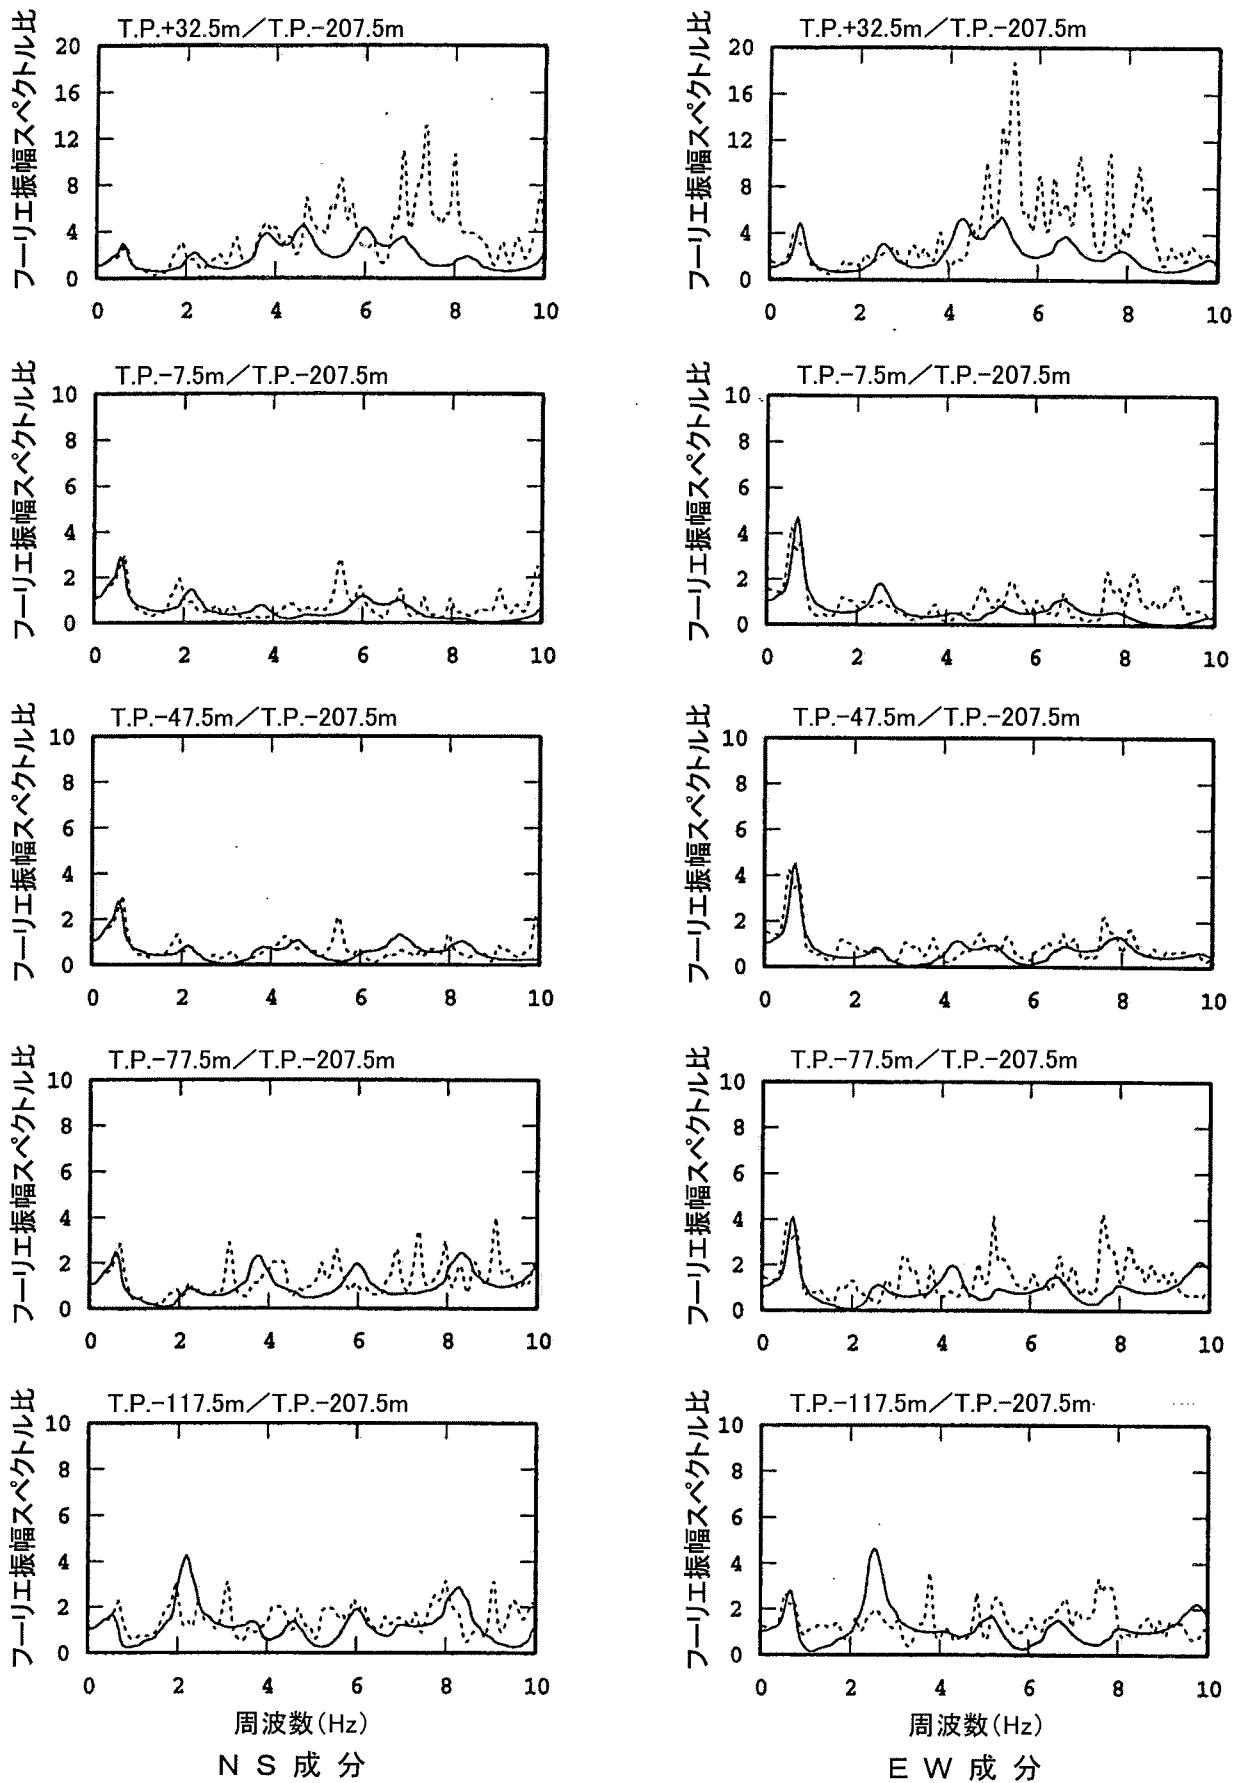 T.P.+32.5m／T.P.-207.5m
フーリエ振幅スペクトル比
20
16
12
8
4
0
0 2 4 6 8 10
T.P.+32.5m／T.P.-207.5m
フーリエ振幅スペクトル比
20
16
12
8
4
0
0 2 4 6 8 10
T.P.-7.5m／T.P.-207.5m
フーリエ振幅スペクトル比
10
8
6
4
2
0
0 2 4 6 8 10
T.P.-7.5m／T.P.-207.5m
フーリエ振幅スペクトル比
10
8
6
4
2
0
0 2 4 6 8 10
T.P.-47.5m／T.P.-207.5m
フーリエ振幅スペクトル比
10
8
6
4
2
0
0 2 4 6 8 10
T.P.-47.5m／T.P.-207.5m
フーリエ振幅スペクトル比
10
8
6
4
2
0
0 2 4 6 8 10
T.P.-77.5m／T.P.-207.5m
フーリエ振幅スペクトル比
10
8
6
4
2
0
0 2 4 6 8 10
T.P.-77.5m／T.P.-207.5m
フーリエ振幅スペクトル比
10
8
6
4
2
0
0 2 4 6 8 10
T.P.-117.5m／T.P.-207.5m
フーリエ振幅スペクトル比
10
8
6
4
2
0
0 2 4 6 8 10
周波数(Hz)
ＮＳ成分
T.P.-117.5m／T.P.-207.5m
フーリエ振幅スペクトル比
10
8
6
4
2
0
0 2 4 6 8 10
周波数(Hz)
ＥＷ成分